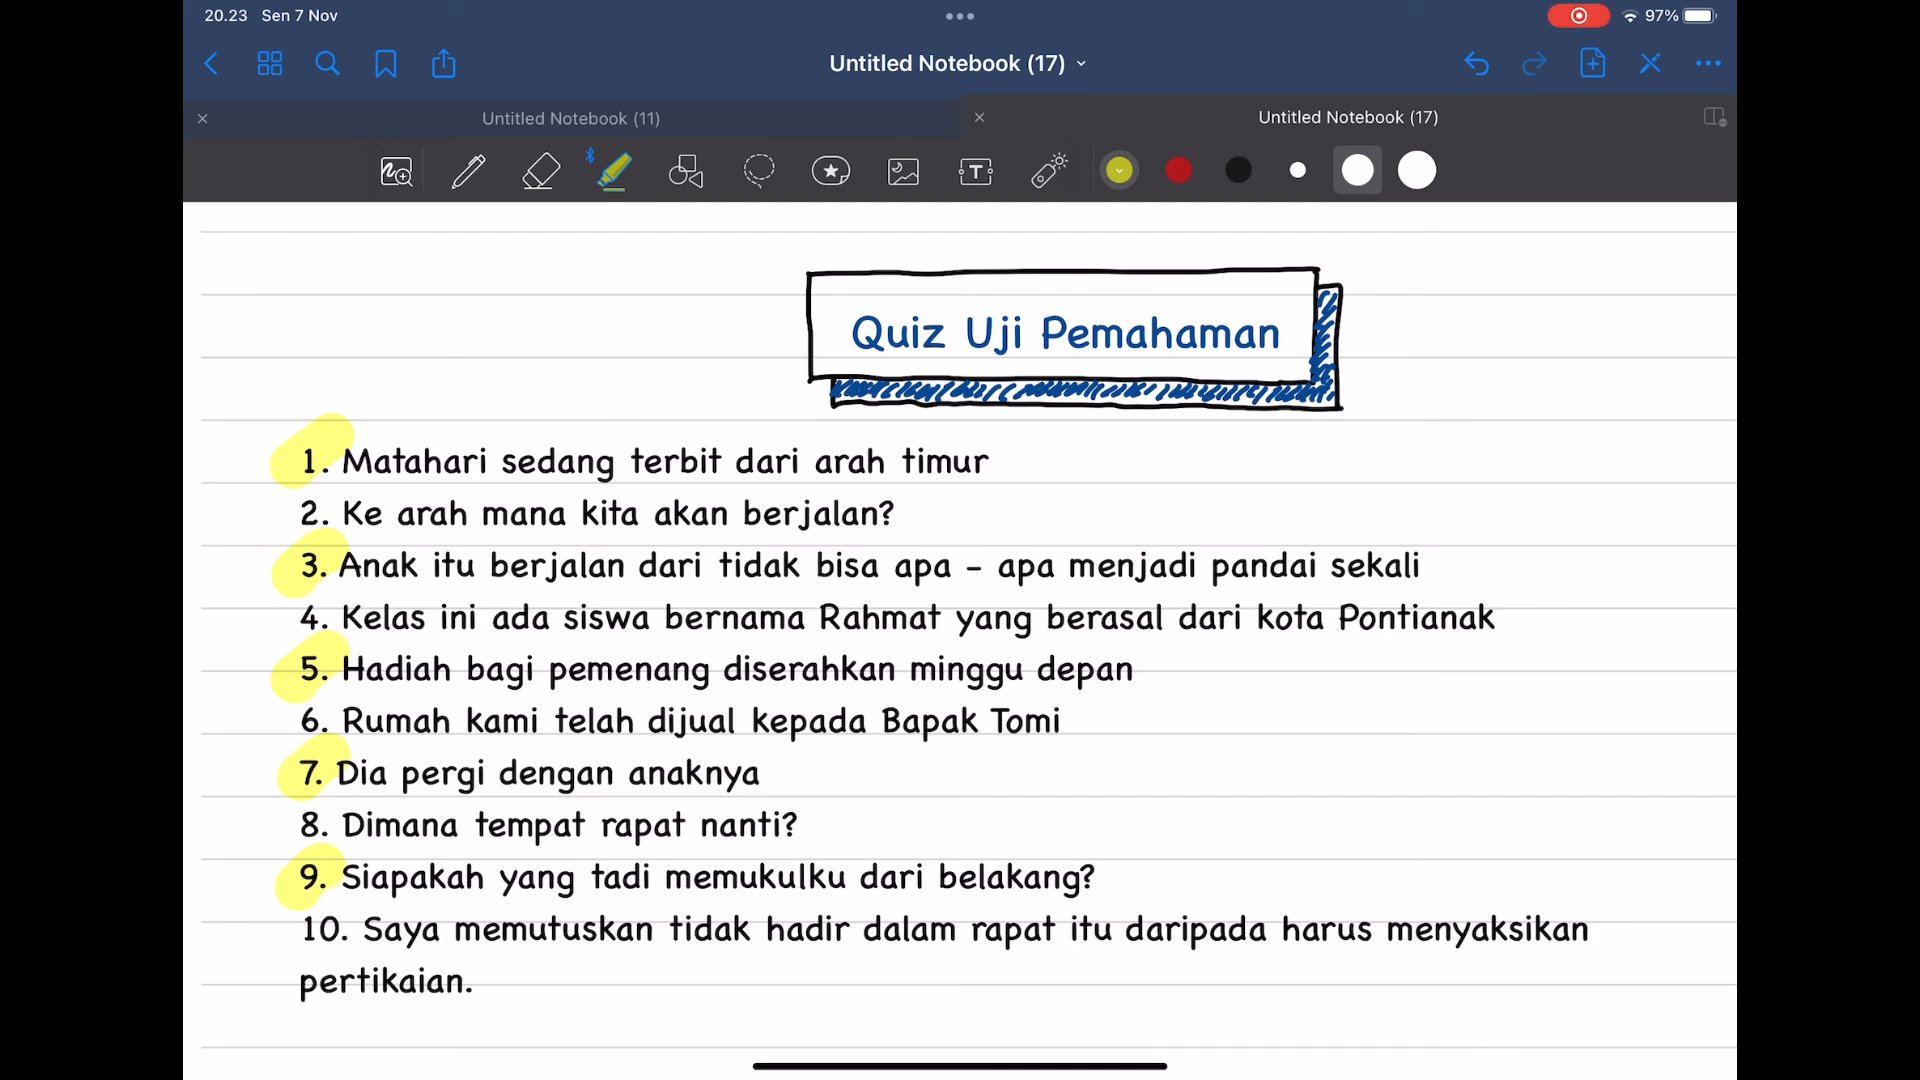 20.23 Sen 7 Nov
97%
Untitled Notebook (17)
Untitled Notebook (11)
Untitled Notebook (17)
T
Quiz Uji Pemahaman
1. Matahari sedang terbit dari arah timur
2. Ke arah mana kita akan berjalan?
3. Anak itu berjalan dari tidak bisa apa - apa menjadi pandai sekali
4. Kelas ini ada siswa bernama Rahmat yang berasal dari kota Pontianak
5. Hadiah bagi pemenang diserahkan minggu depan
6. Rumah kami telah dijual kepada Bapak Tomi
7. Dia pergi dengan anaknya
8. Dimana tempat rapat nanti?
9. Siapakah yang tadi memukulku dari belakang?
10. Saya memutuskan tidak hadir dalam rapat itu daripada harus menyaksikan
pertikaian.